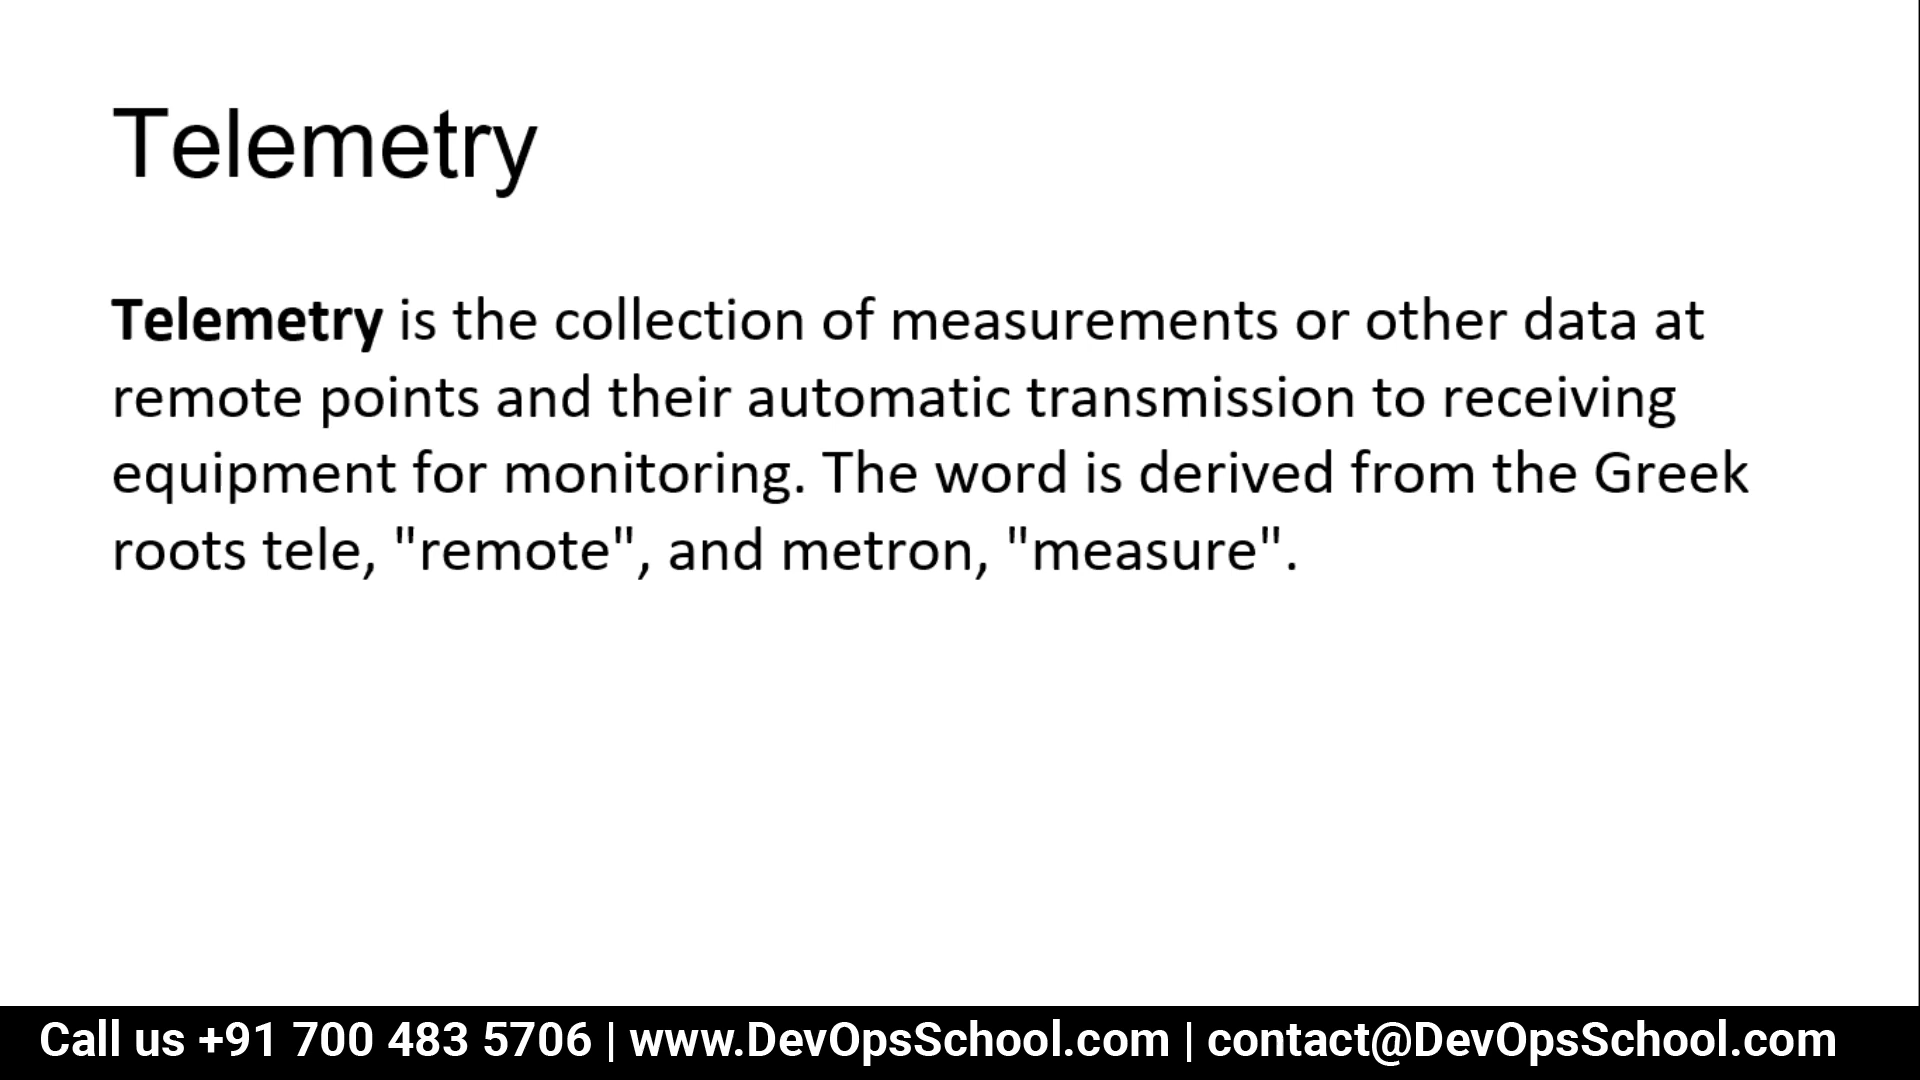 Telemetry
Telemetry is the collection of measurements or other data at
remote points and their automatic transmission to receiving
equipment for monitoring. The word is derived from the Greek
roots tele, "remote", and metron, "measure".
Call us +91 700 483 5706 | www.DevOpsSchool.com | contact@DevOpsSchool.com